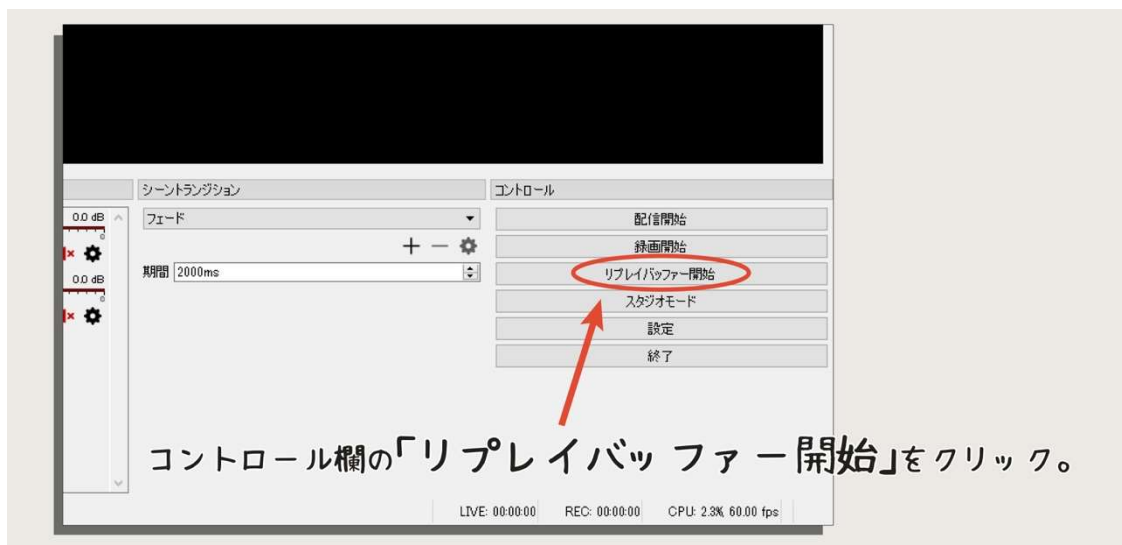 シーントランジション
コントロール
0.0 dB
0
0.0 dB
0
フェード
期間 2000ms
配信開始
録画開始
リプレイバッファー開始
スタジオモード
設定
終了
コントロール欄の「リプレイバッファー開始」をクリック。
LIVE: 00:00:00 REC: 00:00:00 CPU: 2.3%, 60.00 fps